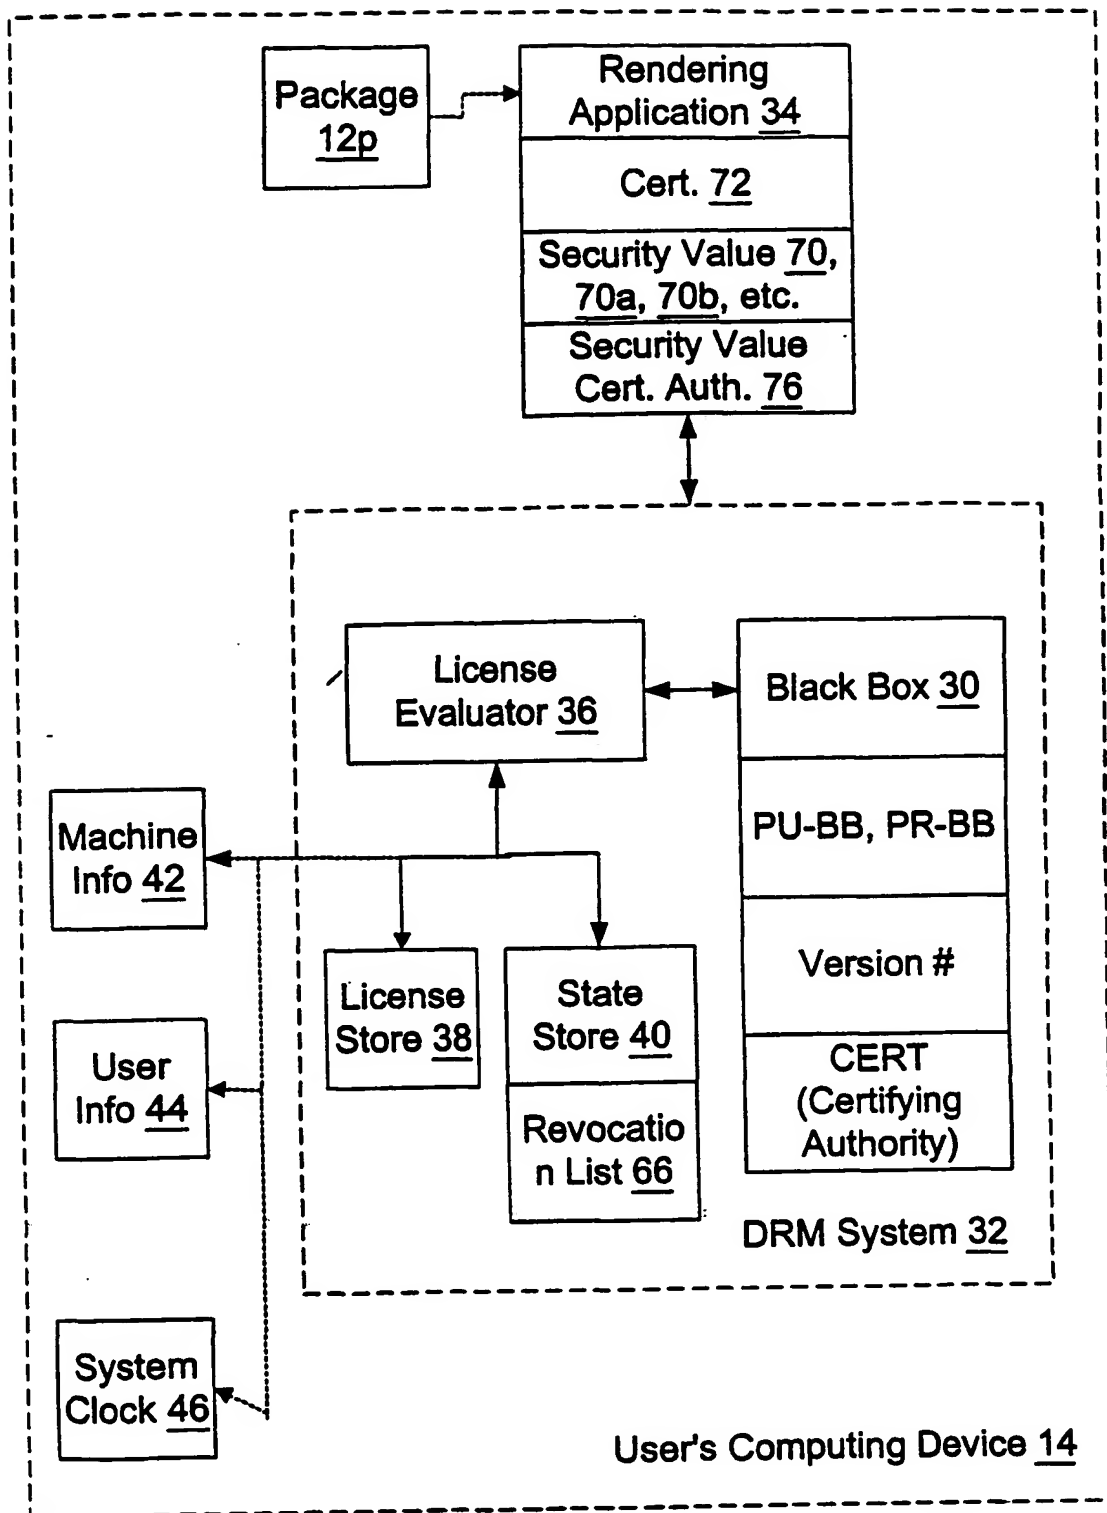 Package
12p
Rendering
Application 34
Cert. 72
Security Value 70,
70a, 70b, etc.
Security Value
Cert. Auth. 76
License
Evaluator 36
Black Box 30
PU-BB, PR-BB
Version #
CERT
(Certifying
Authority)
Machine
Info 42
License
Store 38
State
Store 40
Revocatio
n List 66
User
Info 44
DRM System 32
System
Clock 46
User's Computing Device 14